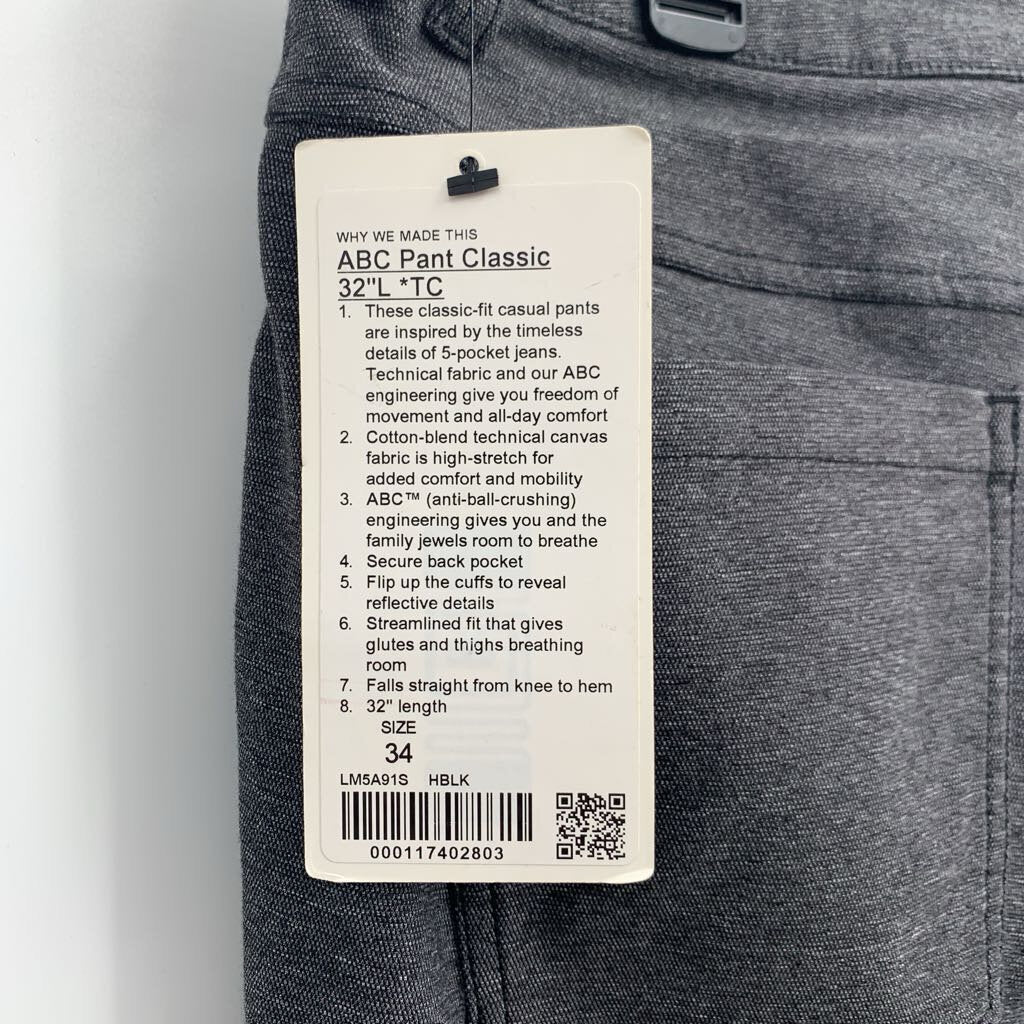 WHY WE MADE THIS
ABC Pant Classic
32"L *TC
1. These classic-fit casual pants
are inspired by the timeless
details of 5-pocket jeans.
Technical fabric and our ABC
engineering give you freedom of
movement and all-day comfort
2. Cotton-blend technical canvas
fabric is high-stretch for
added comfort and mobility
3. ABC™ (anti-ball-crushing)
engineering gives you and the
family jewels room to breathe
4. Secure back pocket
5. Flip up the cuffs to reveal
reflective details
6. Streamlined fit that gives
glutes and thighs breathing
room
7. Falls straight from knee to hem
8. 32" length
SIZE
34
LM5A91S HBLK
000117402803